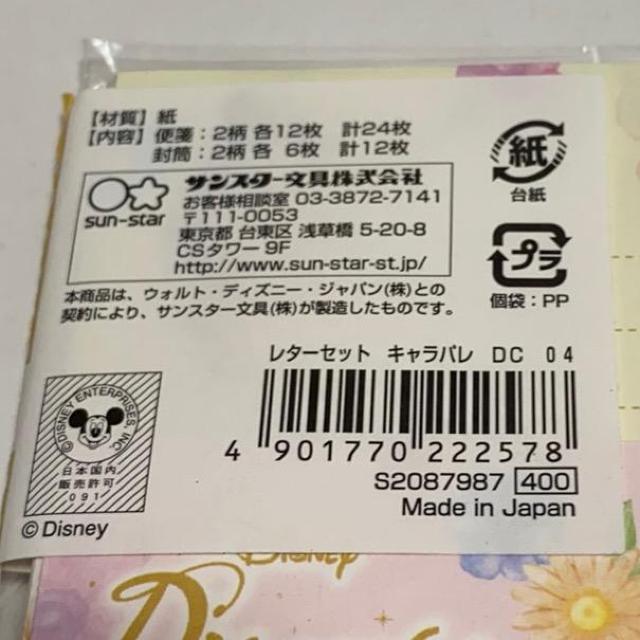 【材質】紙
【内容】便箋：2柄 各12枚 計24枚
封筒：2柄 各 6枚 計12枚
sun-star
サンスター文具株式会社
お客様相談室 03-3872-7141
〒111-0053
東京都 台東区 浅草橋 5-20-8
CSタワー 9F
http://www.sun-star-st.jp/
本商品は、ウォルト・ディズニー・ジャパン(株)との
契約により、サンスター文具(株)が製造したものです。
紙
台紙
プラ
個袋：PP
レターセット キャラパレ DC 04
4 901770 222578
S2087987 400
Made in Japan
©DISNEY ENTERPRISES, INC.
日本国内
販売許可
091
©Disney
DISNEY